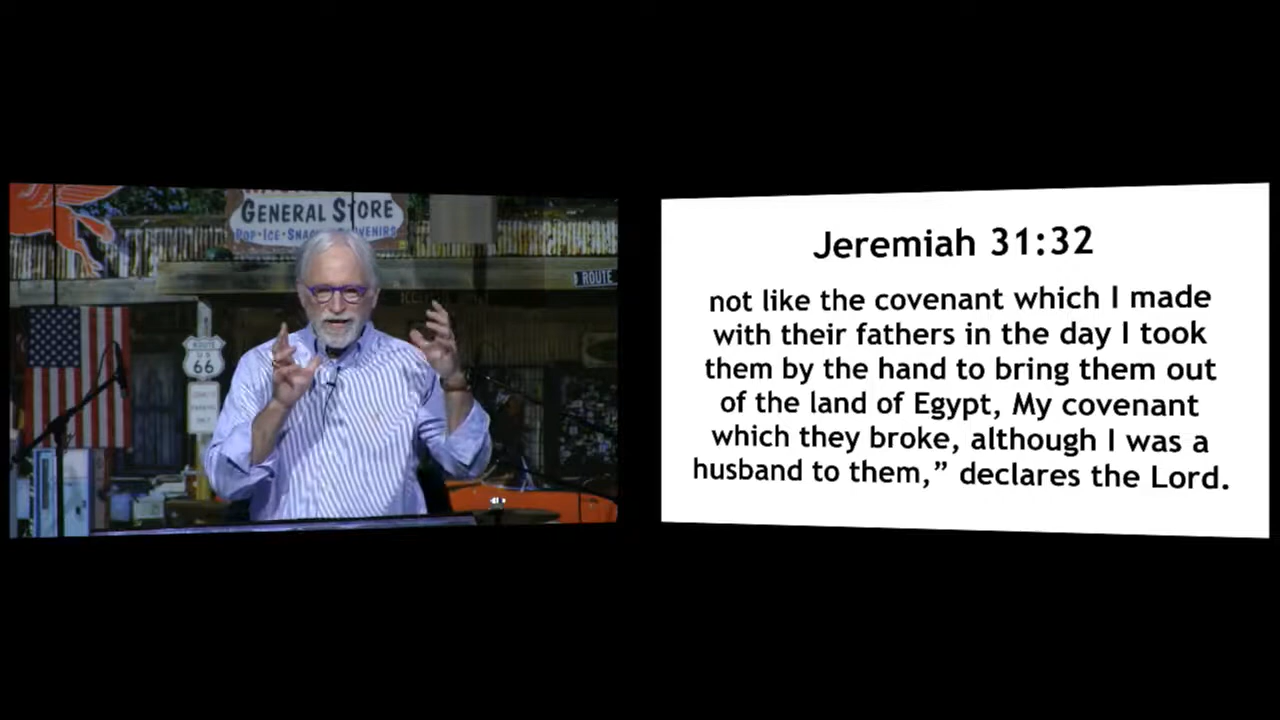 GENERAL STORE
ROUTE
ROUTE
U S
66
Jeremiah 31:32
not like the covenant which I made
with their fathers in the day I took
them by the hand to bring them out
of the land of Egypt, My covenant
which they broke, although I was a
husband to them,” declares the Lord.